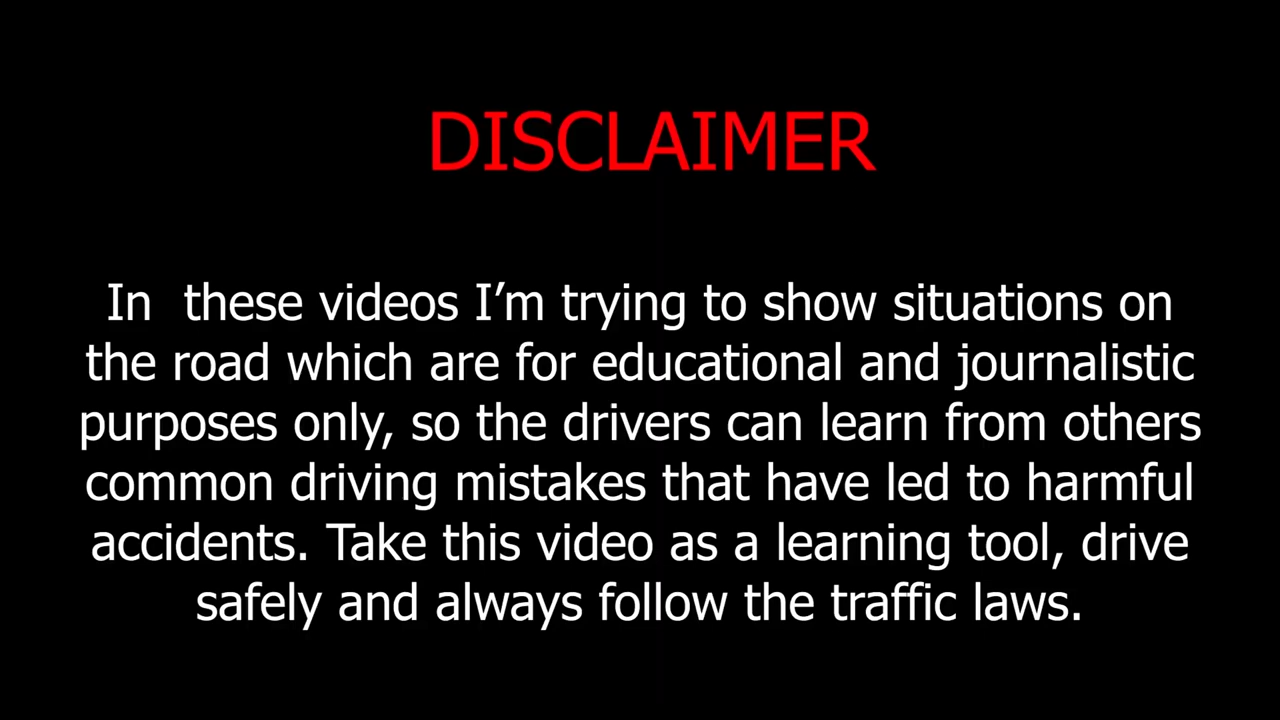 DISCLAIMER
In  these videos I’m trying to show situations on
the road which are for educational and journalistic
purposes only, so the drivers can learn from others
common driving mistakes that have led to harmful
accidents. Take this video as a learning tool, drive
safely and always follow the traffic laws.